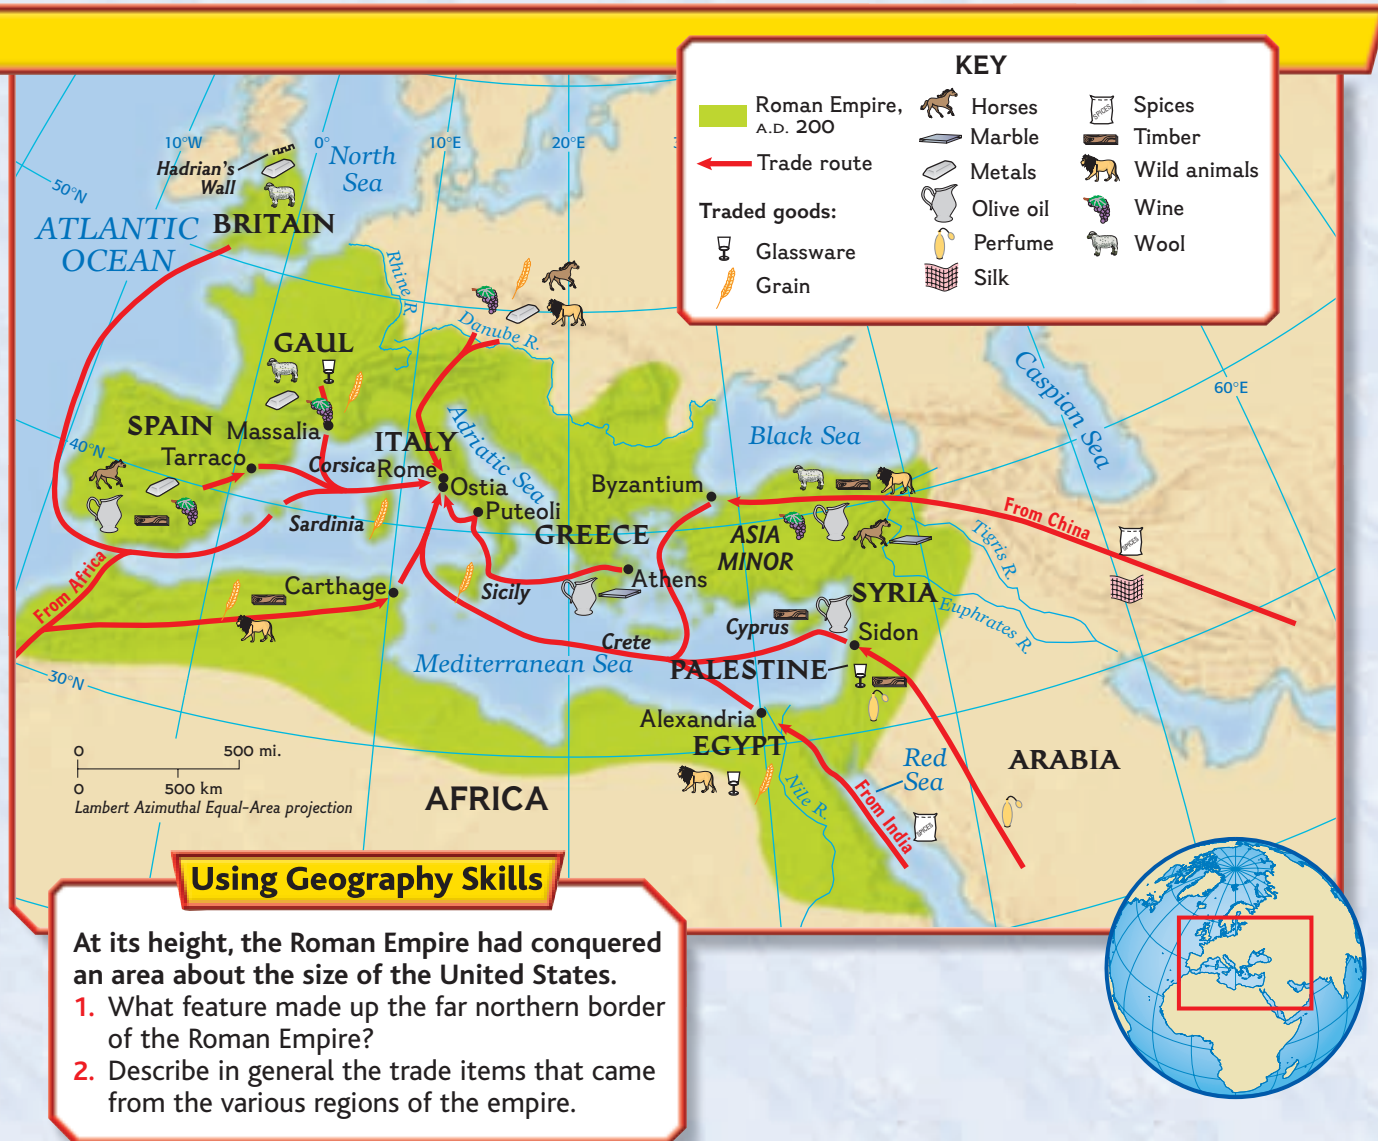 KEY
Roman Empire,
A.D. 200
Trade route
Traded goods:
Glassware
Grain
Horses
Marble
Metals
Olive oil
Perfume
Silk
Spices
Timber
Wild animals
Wine
Wool
SPICES
10°W
0°
10°E
20°E
60°E
50°N
40°N
30°N
Hadrian's
Wall
North
Sea
ATLANTIC
OCEAN
BRITAIN
Rhine R.
Danube R.
GAUL
SPAIN
Massalia
Tarraco
ITALY
Corsica
Rome
Ostia
Puteoli
Adriatic Sea
Sardinia
GREECE
Byzantium
Black Sea
Caspian Sea
ASIA
MINOR
From China
SPICES
Tigris R.
Euphrates R.
Athens
Sicily
Carthage
From Africa
Crete
Cyprus
SYRIA
Sidon
Mediterranean Sea
PALESTINE
Alexandria
EGYPT
Nile R.
Red
Sea
From India
SPICES
ARABIA
AFRICA
0
500 mi.
0
500 km
Lambert Azimuthal Equal-Area projection
Using Geography Skills
At its height, the Roman Empire had conquered
an area about the size of the United States.
1. What feature made up the far northern border
of the Roman Empire?
2. Describe in general the trade items that came
from the various regions of the empire.